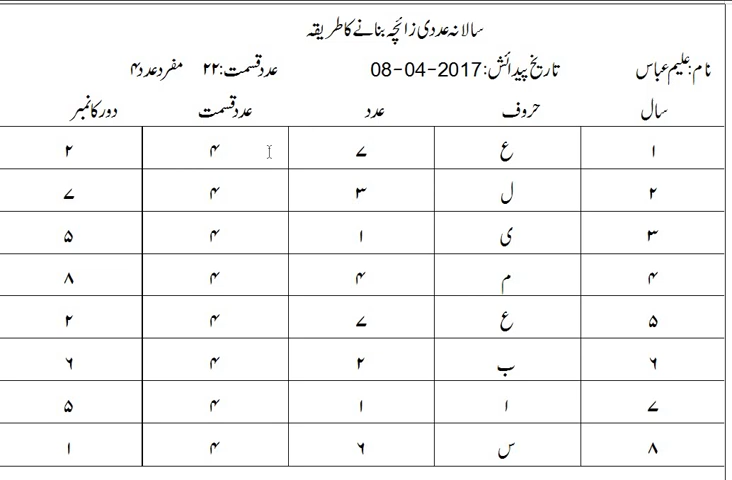 سالانہ عددی زائچہ بنانے کا طریقہ
نام: علیم عباس تاریخ پیدائش: 08-04-2017 عدد قسمت: ۲۲ مفرد عدد ۴
سال حروف عدد عدد قسمت دور کا نمبر
۱ ع ۷ ۴ ۲
۲ ل ۳ ۴ ۷
۳ ی ۱ ۴ ۵
۴ م ۴ ۴ ۸
۵ ع ۷ ۴ ۲
۶ ب ۲ ۴ ۶
۷ ا ۱ ۴ ۵
۸ س ۶ ۴ ۱